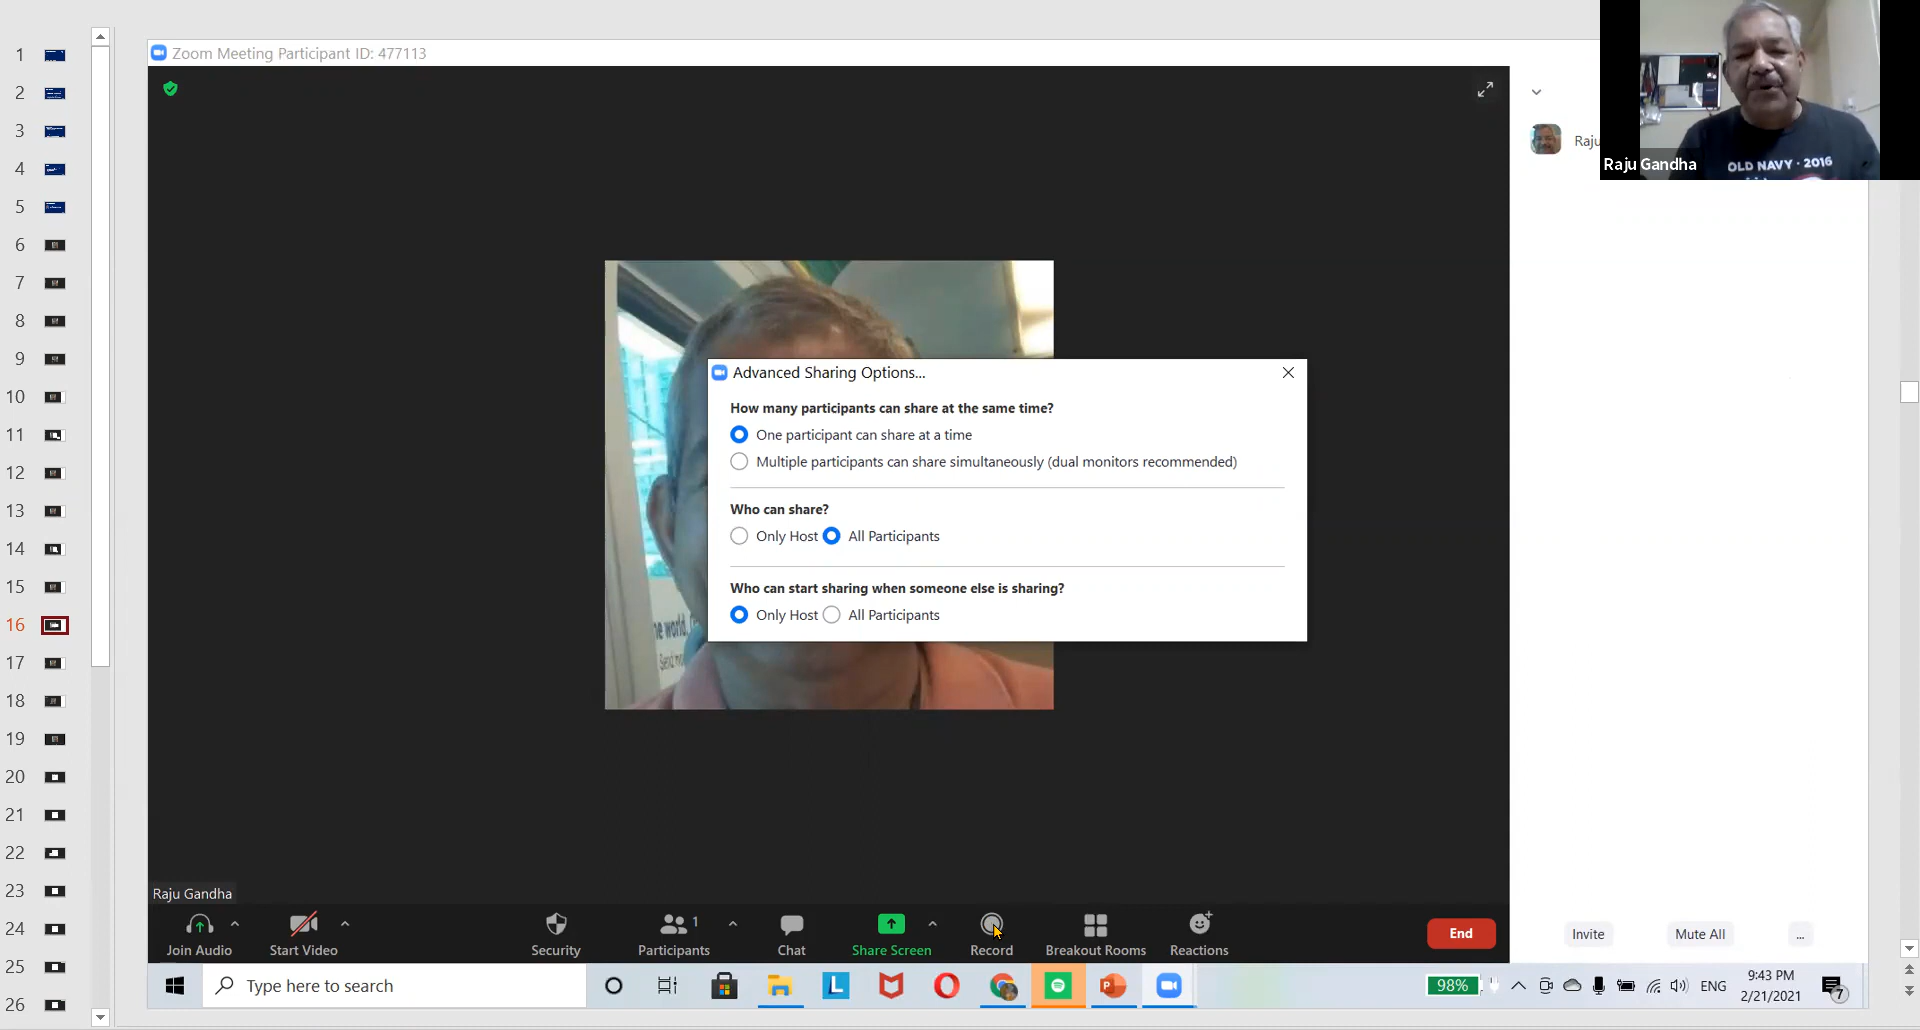 1
2
3
4
5
6
7
8
9
10
11
12
13
14
15
16
17
18
19
20
21
22
23
24
25
26
Zoom Meeting Participant ID: 477113
Raju
OLD NAVY · 2016
Raju Gandha
Advanced Sharing Options...
How many participants can share at the same time?
One participant can share at a time
Multiple participants can share simultaneously (dual monitors recommended)
Who can share?
Only Host All Participants
Who can start sharing when someone else is sharing?
Only Host All Participants
Raju Gandha
Join Audio
Start Video
Security
Participants 1
Chat
Share Screen
Record
Breakout Rooms
Reactions
End
Invite
Mute All
...
Type here to search
L
P
98%
ENG
9:43 PM
2/21/2021
7